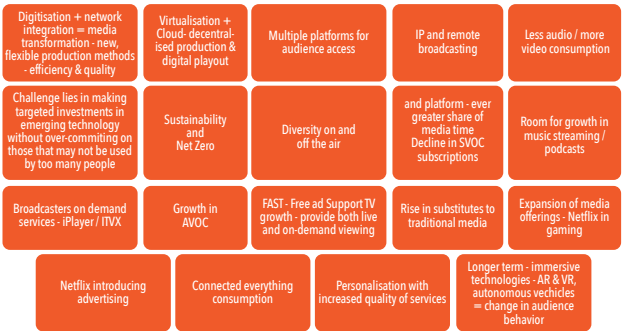 Digitisation + network
integration = media
transformation - new,
flexible production methods
- efficiency & quality
Virtualisation +
Cloud- decentral-
ised production &
digital playout
Multiple platforms for
audience access
IP and remote
broadcasting
Less audio / more
video consumption
Challenge lies in making
targeted investments in
emerging technology
without over-commiting on
those that may not be used
by too many people
Sustainability
and
Net Zero
Diversity on and
off the air
and platform - ever
greater share of
media time
Decline in SVOC
subscriptions
Room for growth in
music streaming /
podcasts
Broadcasters on demand
services - iPlayer / ITVX
Growth in
AVOC
FAST - Free ad Support TV
growth - provide both live
and on-demand viewing
Rise in substitutes to
traditional media
Expansion of media
offerings - Netflix in
gaming
Netflix introducing
advertising
Connected everything
consumption
Personalisation with
increased quality of services
Longer term - immersive
technologies - AR & VR,
autonomous vechicles
= change in audience
behavior